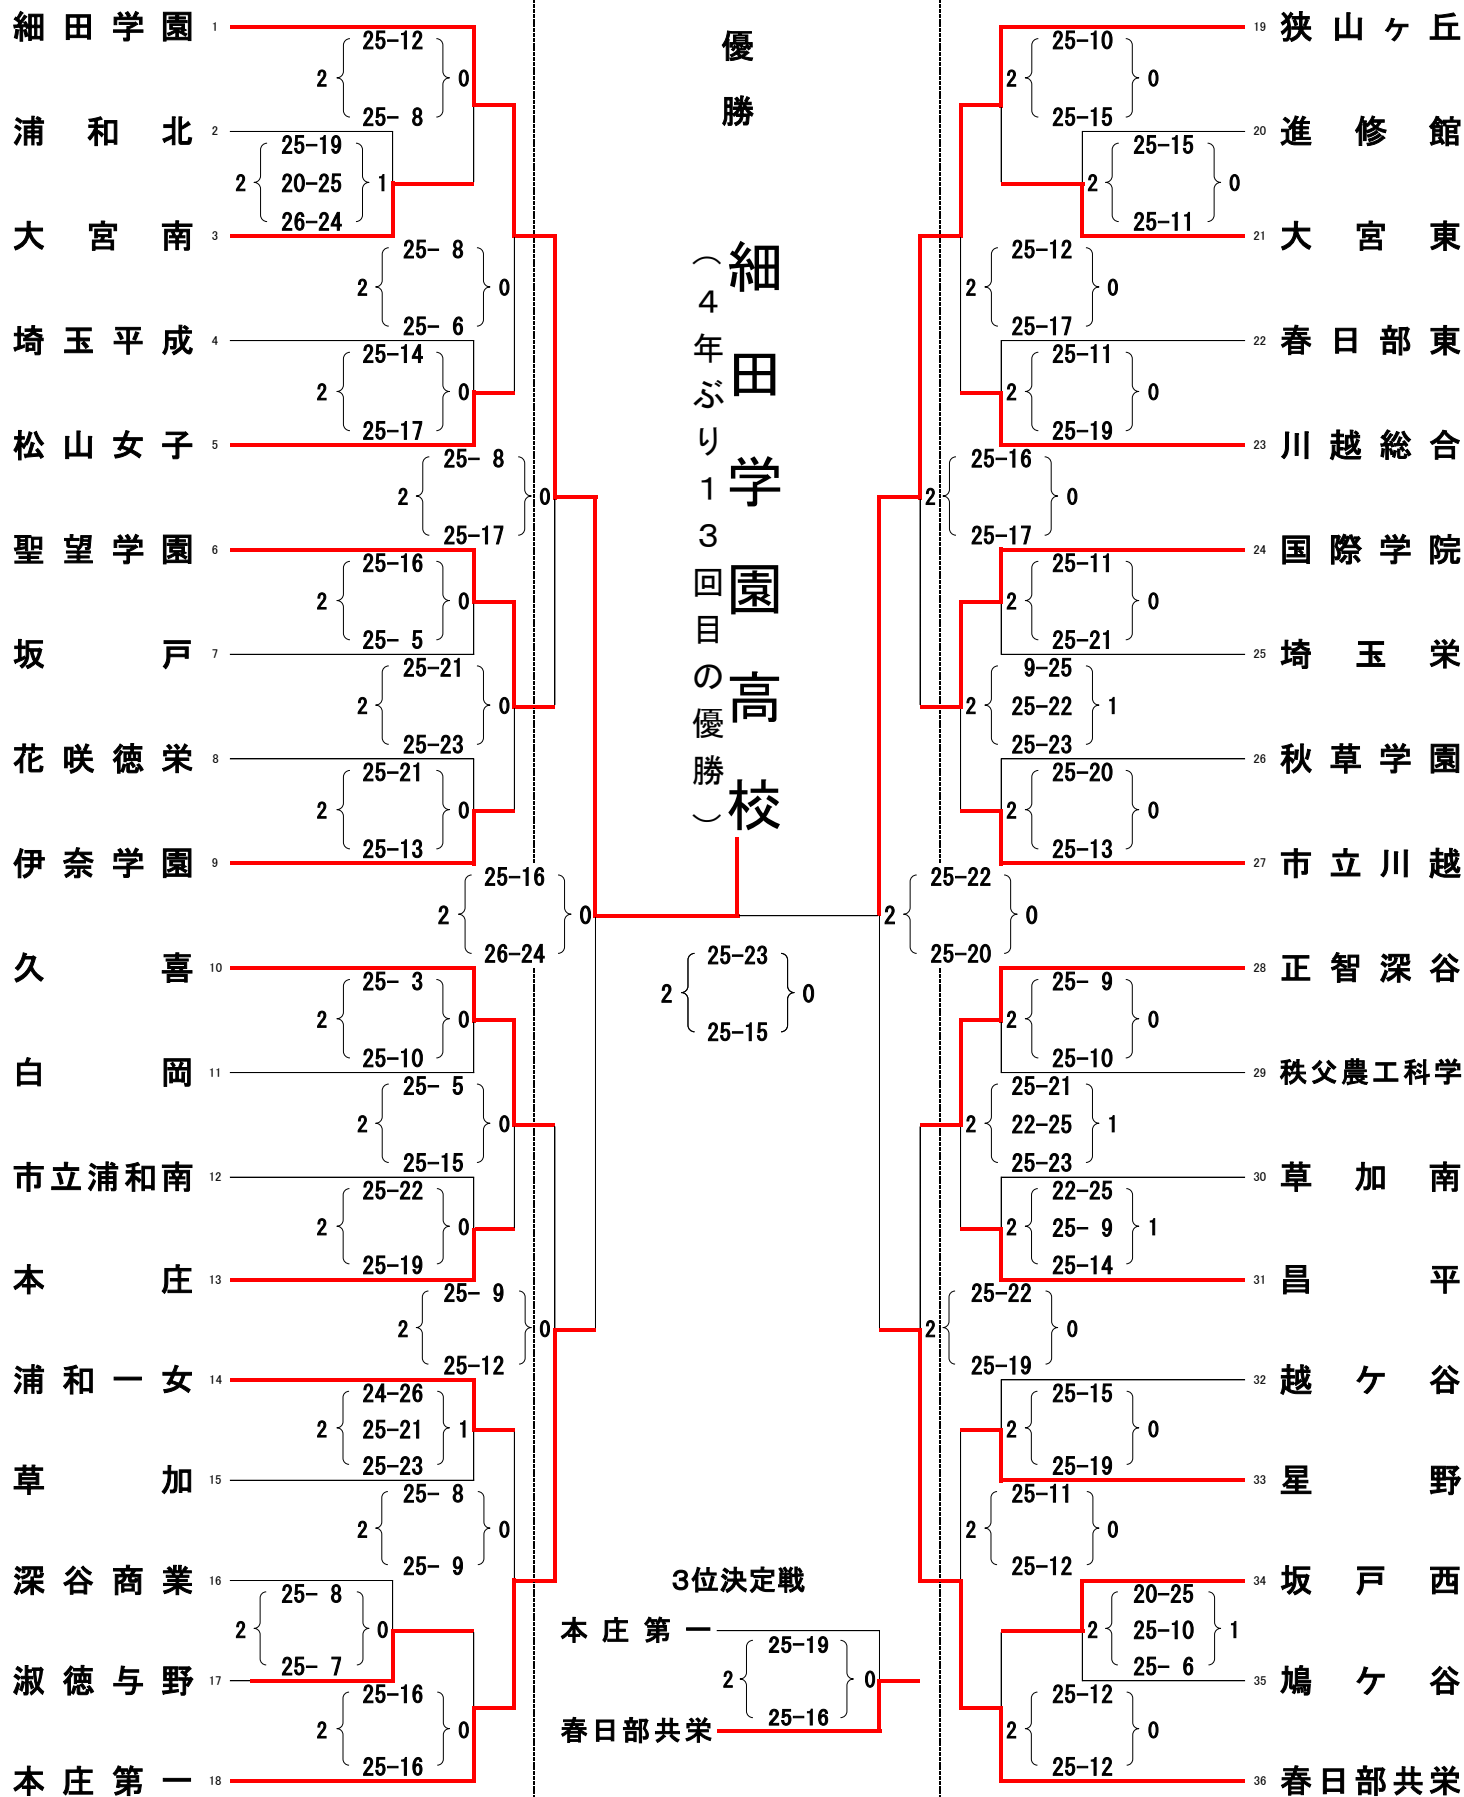 細田学園 1
25-12
2 0
25- 8
浦和北 2
25-19
2 20-25 1
26-24
大宮南 3
25- 8
2 0
25- 6
埼玉平成 4
25-14
2 0
25-17
松山女子 5
25- 8
2 0
25-17
聖望学園 6
25-16
2 0
25- 5
坂戸 7
25-21
2 0
25-23
花咲徳栄 8
25-21
2 0
25-13
伊奈学園 9
25-16
2 0
26-24
久喜 10
25- 3
2 0
25-10
白岡 11
25- 5
2 0
25-15
市立浦和南 12
25-22
2 0
25-19
本庄 13
25- 9
2 0
25-12
浦和一女 14
24-26
2 25-21 1
25-23
草加 15
25- 8
2 0
25- 9
深谷商業 16
25- 8
2 0
25- 7
淑徳与野 17
25-16
2 0
25-16
本庄第一 18
優勝
細田学園高校
（４年ぶり１３回目の優勝）
25-23
2 0
25-15
3位決定戦
本庄第一
25-19
2 0
25-16
春日部共栄
19 狭山ヶ丘
25-10
2 0
25-15
20 進修館
25-15
2 0
25-11
21 大宮東
25-12
2 0
25-17
22 春日部東
25-11
2 0
25-19
23 川越総合
25-16
2 0
25-17
24 国際学院
25-11
2 0
25-21
25 埼玉栄
9-25
2 25-22 1
25-23
26 秋草学園
25-20
2 0
25-13
27 市立川越
25-22
2 0
25-20
28 正智深谷
25- 9
2 0
25-10
29 秩父農工科学
25-21
2 22-25 1
25-23
30 草加南
22-25
2 25- 9 1
25-14
31 昌平
25-22
2 0
25-19
32 越ケ谷
25-15
2 0
25-19
33 星野
25-11
2 0
25-12
34 坂戸西
20-25
2 25-10 1
25- 6
35 鳩ケ谷
25-12
2 0
25-12
36 春日部共栄